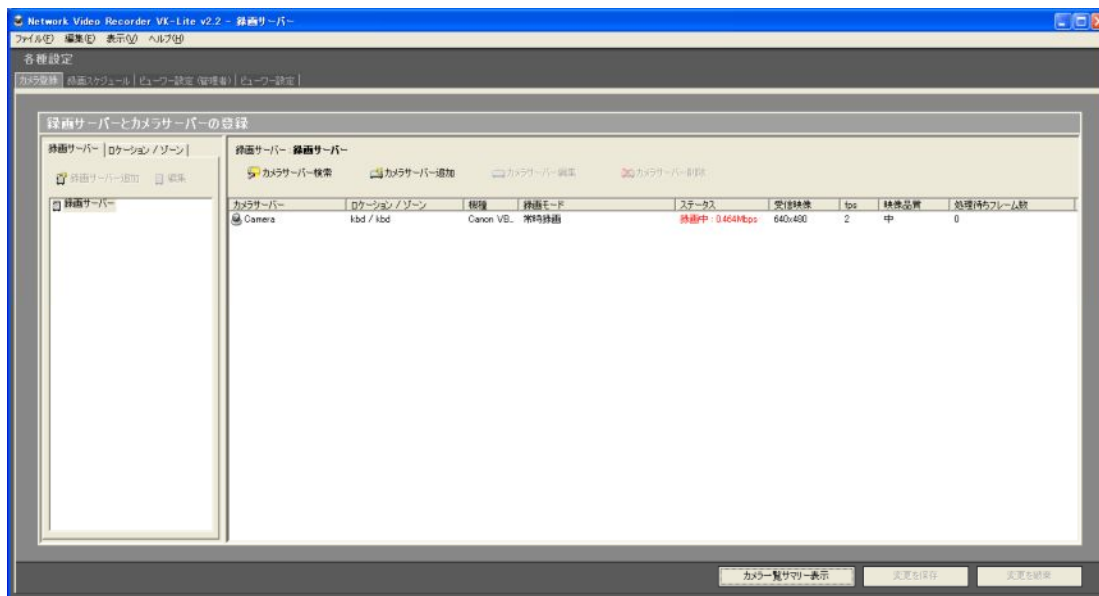 Network Video Recorder VK-Lite v2.2 - 録画サーバー
ファイル(F) 編集(E) 表示(V) ヘルプ(H)
各種設定
カメラ登録 録画スケジュール ビューワー設定 (管理者) ビューワー設定
録画サーバーとカメラサーバーの登録
録画サーバー ロケーション / ゾーン
録画サーバー : 録画サーバー
録画サーバー追加 編集
カメラサーバー検索 カメラサーバー追加 カメラサーバー編集 カメラサーバー削除
録画サーバー
カメラサーバー ロケーション / ゾーン 機種 録画モード ステータス 受信映像 fps 映像品質 処理待ちフレーム数
Camera kbd / kbd Canon VB... 常時録画 録画中 : 0.464Mbps 640x480 2 中 0
カメラ一覧サマリー表示 変更を保存 変更を破棄